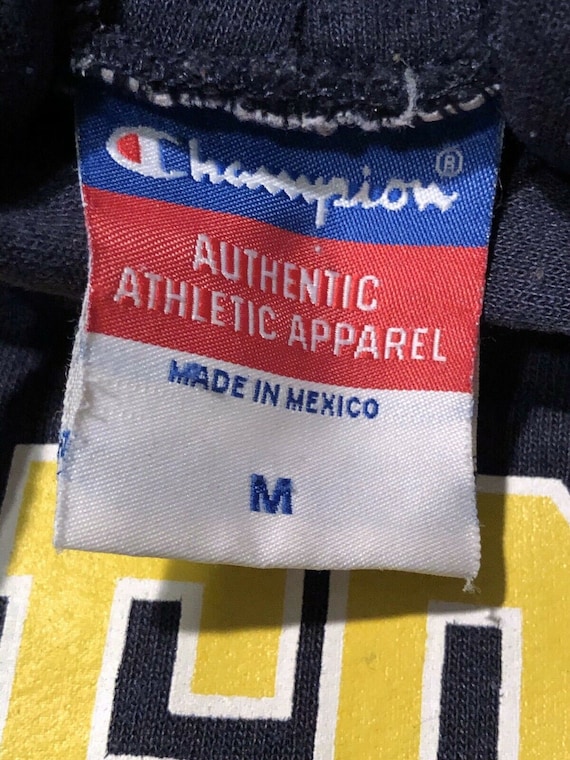 Champion®
AUTHENTIC
ATHLETIC APPAREL
MADE IN MEXICO
M